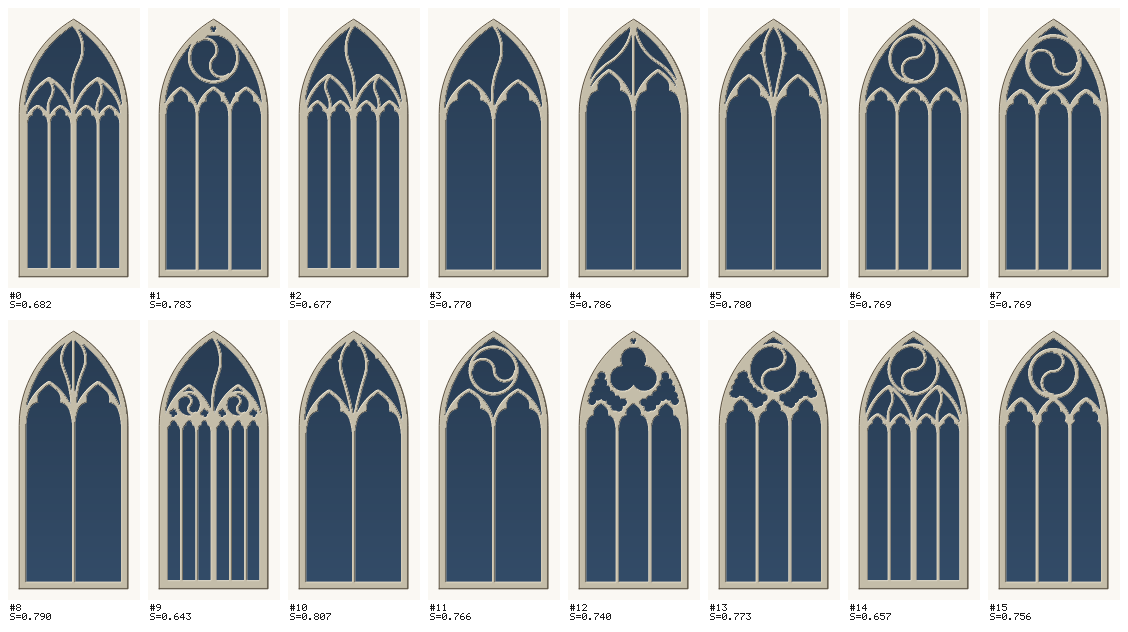 #0
S=0.682
#1
S=0.783
#2
S=0.677
#3
S=0.770
#4
S=0.786
#5
S=0.780
#6
S=0.769
#7
S=0.769
#8
S=0.790
#9
S=0.643
#10
S=0.807
#11
S=0.766
#12
S=0.740
#13
S=0.773
#14
S=0.657
#15
S=0.756